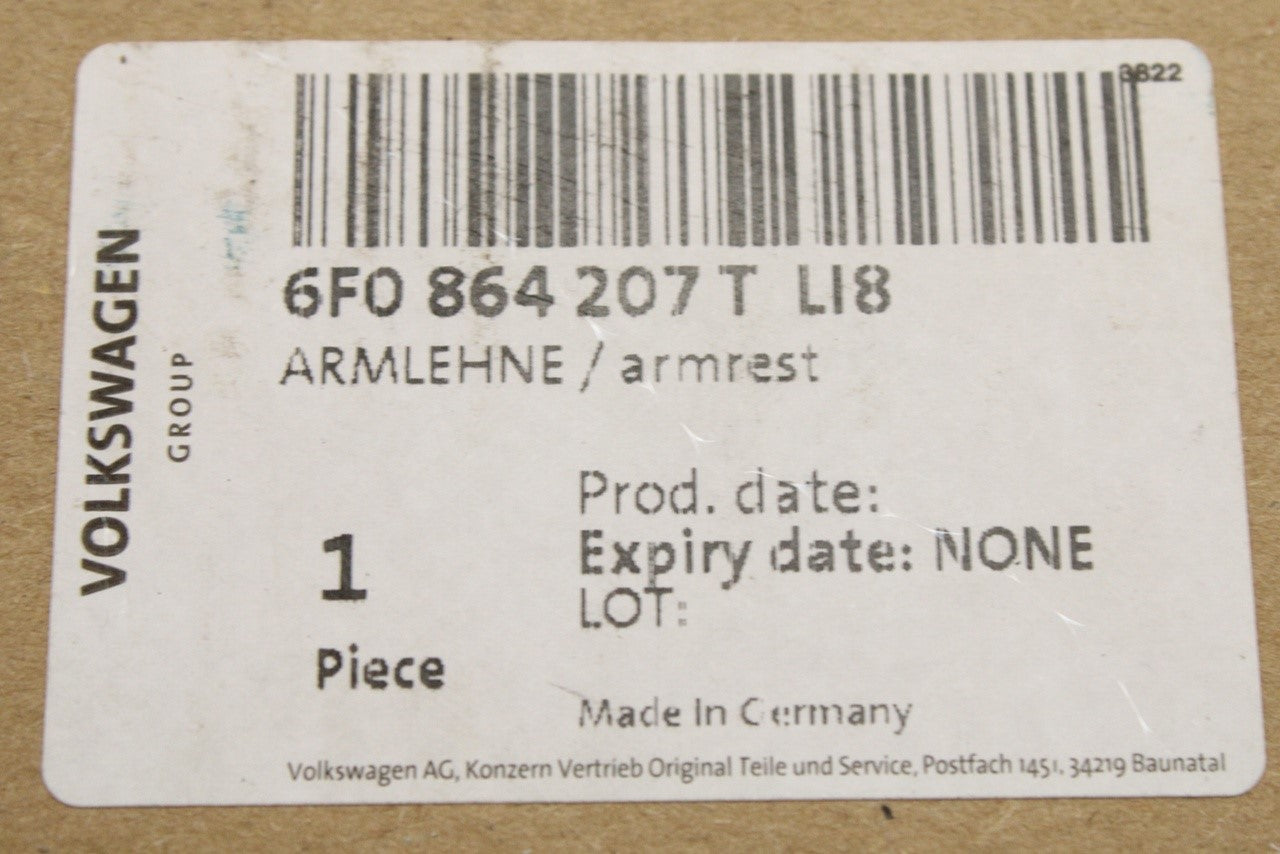 3822
VOLKSWAGEN
GROUP
6F0 864 207 T LI8
ARMLEHNE / armrest
1
Piece
Prod. date:
Expiry date: NONE
LOT:
Made In Germany
Volkswagen AG, Konzern Vertrieb Original Teile und Service, Postfach 1451, 34219 Baunatal